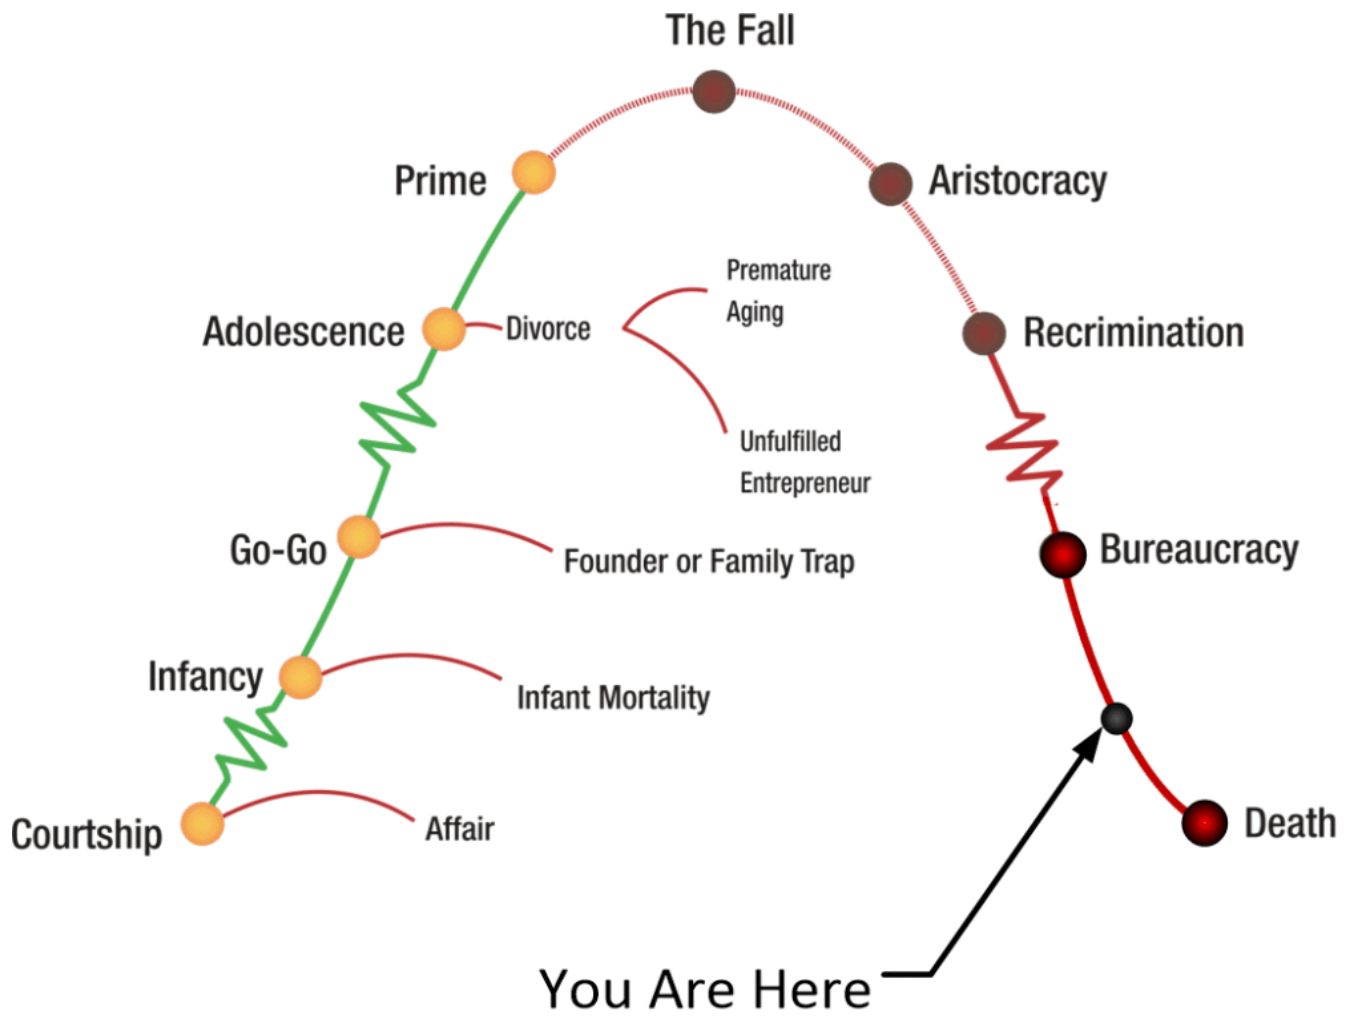 The Fall
Prime
Aristocracy
Premature
Aging
Adolescence
Divorce
Recrimination
Unfulfilled
Entrepreneur
Go-Go
Founder or Family Trap
Bureaucracy
Infancy
Infant Mortality
Courtship
Affair
Death
You Are Here